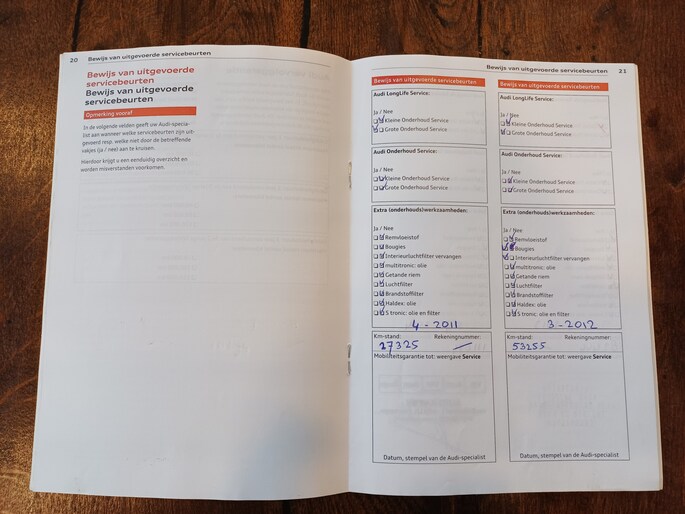 20 Bewijs van uitgevoerde servicebeurten
Bewijs van uitgevoerde
servicebeurten
Bewijs van uitgevoerde
servicebeurten
Opmerking vooraf
In de volgende velden geeft uw Audi-specia-
list aan wanneer welke servicebeurten zijn uit-
gevoerd resp. welke niet door de betreffende
vakjes (ja / nee) aan te kruisen.
Hierdoor krijgt u een eenduidig overzicht en
worden misverstanden voorkomen.
Bewijs van uitgevoerde servicebeurten 21
Bewijs van uitgevoerde servicebeurten
Audi LongLife Service:
Ja / Nee
Kleine Onderhoud Service
Grote Onderhoud Service
Audi Onderhoud Service:
Kleine Onderhoud Service
Grote Onderhoud Service
Extra (onderhouds)werkzaamheden:
Ja / Nee
Remvloeistof
Bougies
Interieurluchtfilter vervangen
multitronic: olie
Getande riem
Luchtfilter
Brandstoffilter
Haldex: olie
S tronic: olie en filter
4 - 2011
Km-stand: Rekeningnummer:
27325
Mobiliteitsgarantie tot: weergave Service
Datum, stempel van de Audi-specialist
Bewijs van uitgevoerde servicebeurten
Audi LongLife Service:
Ja / Nee
Kleine Onderhoud Service
Grote Onderhoud Service
Audi Onderhoud Service:
Kleine Onderhoud Service
Grote Onderhoud Service
Extra (onderhouds)werkzaamheden:
Ja / Nee
Remvloeistof
Bougies
Interieurluchtfilter vervangen
multitronic: olie
Getande riem
Luchtfilter
Brandstoffilter
Haldex: olie
S tronic: olie en filter
3 - 2012
Km-stand: Rekeningnummer:
53255
Mobiliteitsgarantie tot: weergave Service
Datum, stempel van de Audi-specialist